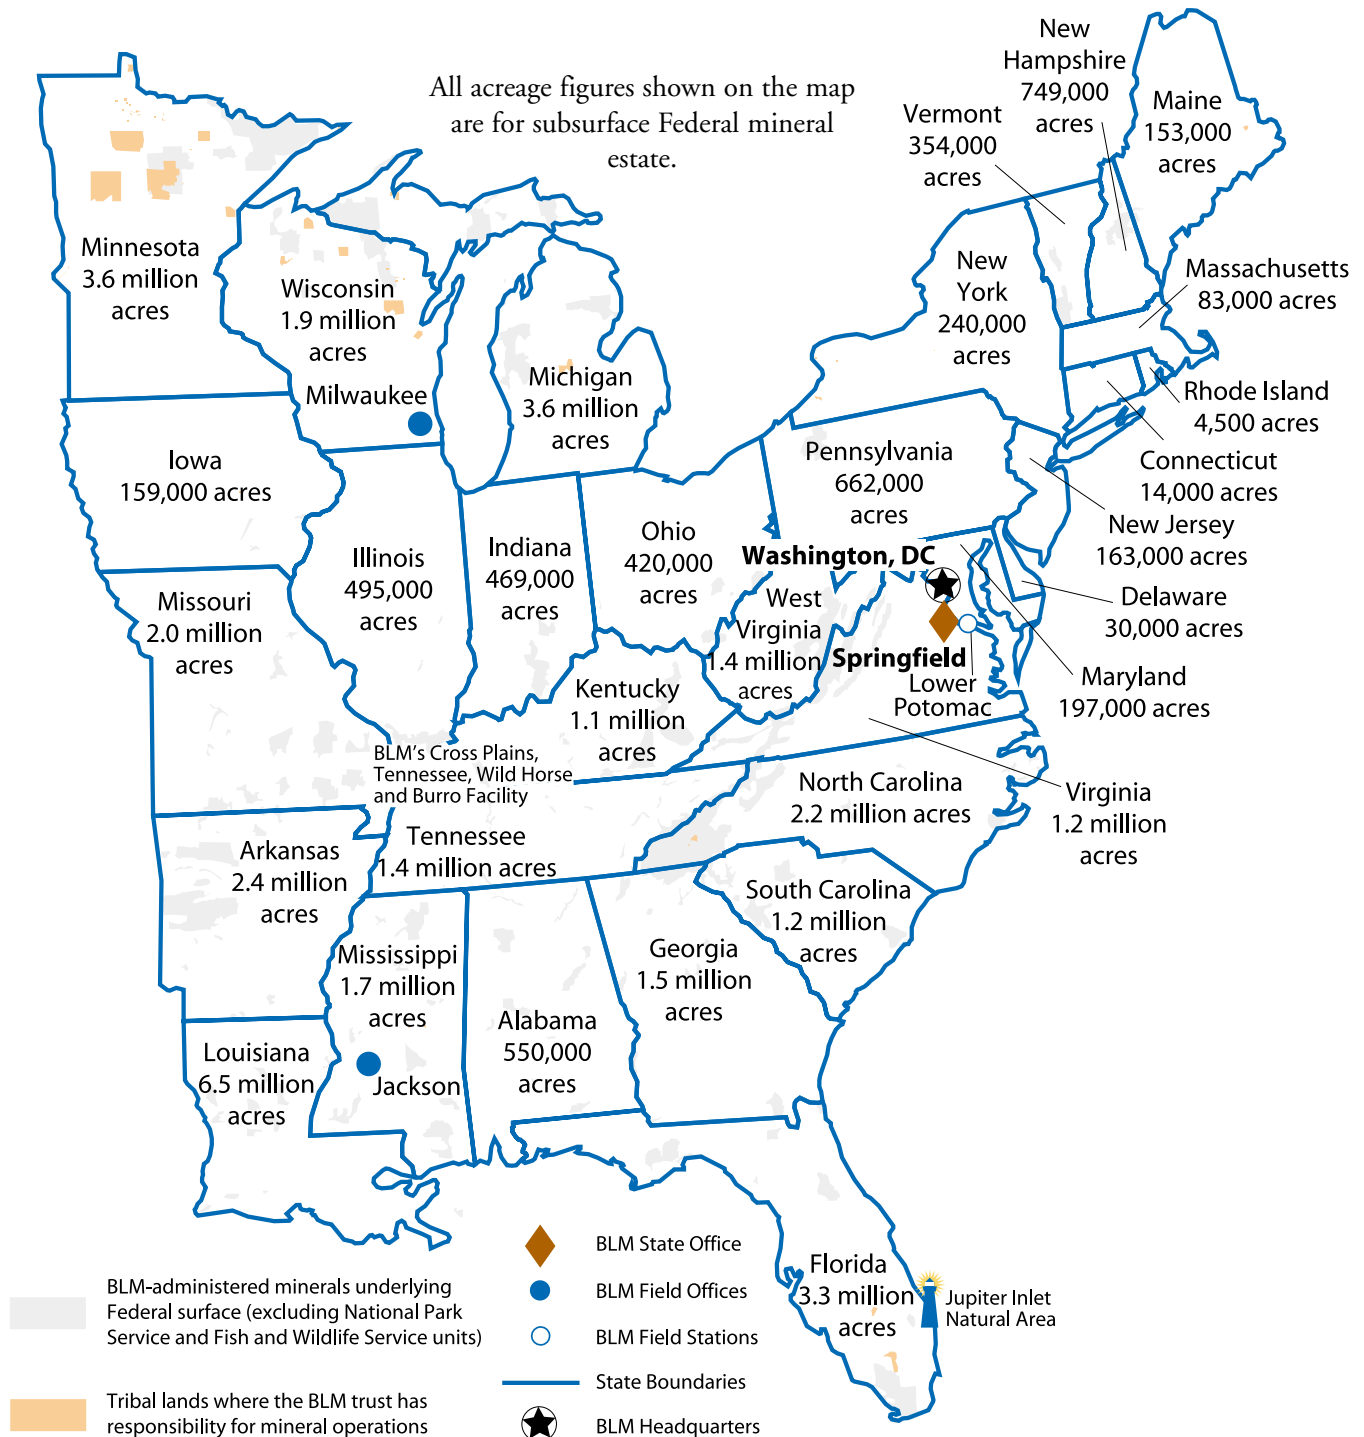 All acreage figures shown on the map
are for subsurface Federal mineral
estate.
New
Hampshire
749,000
acres
Vermont
354,000
acres
Maine
153,000
acres
Minnesota
3.6 million
acres
Wisconsin
1.9 million
acres
Milwaukee
Michigan
3.6 million
acres
New
York
240,000
acres
Massachusetts
83,000 acres
Rhode Island
4,500 acres
Connecticut
14,000 acres
New Jersey
163,000 acres
Delaware
30,000 acres
Maryland
197,000 acres
Iowa
159,000 acres
Illinois
495,000
acres
Indiana
469,000
acres
Ohio
420,000
acres
Pennsylvania
662,000
acres
Washington, DC
West
Virginia
1.4 million
acres
Springfield
Lower
Potomac
Missouri
2.0 million
acres
Kentucky
1.1 million
acres
BLM's Cross Plains,
Tennessee, Wild Horse
and Burro Facility
Tennessee
1.4 million acres
North Carolina
2.2 million acres
Virginia
1.2 million
acres
Arkansas
2.4 million
acres
South Carolina
1.2 million
acres
Mississippi
1.7 million
acres
Jackson
Georgia
1.5 million
acres
Alabama
550,000
acres
Louisiana
6.5 million
acres
Florida
3.3 million
acres
Jupiter Inlet
Natural Area
BLM-administered minerals underlying
Federal surface (excluding National Park
Service and Fish and Wildlife Service units)
Tribal lands where the BLM trust has
responsibility for mineral operations
BLM State Office
BLM Field Offices
BLM Field Stations
State Boundaries
BLM Headquarters